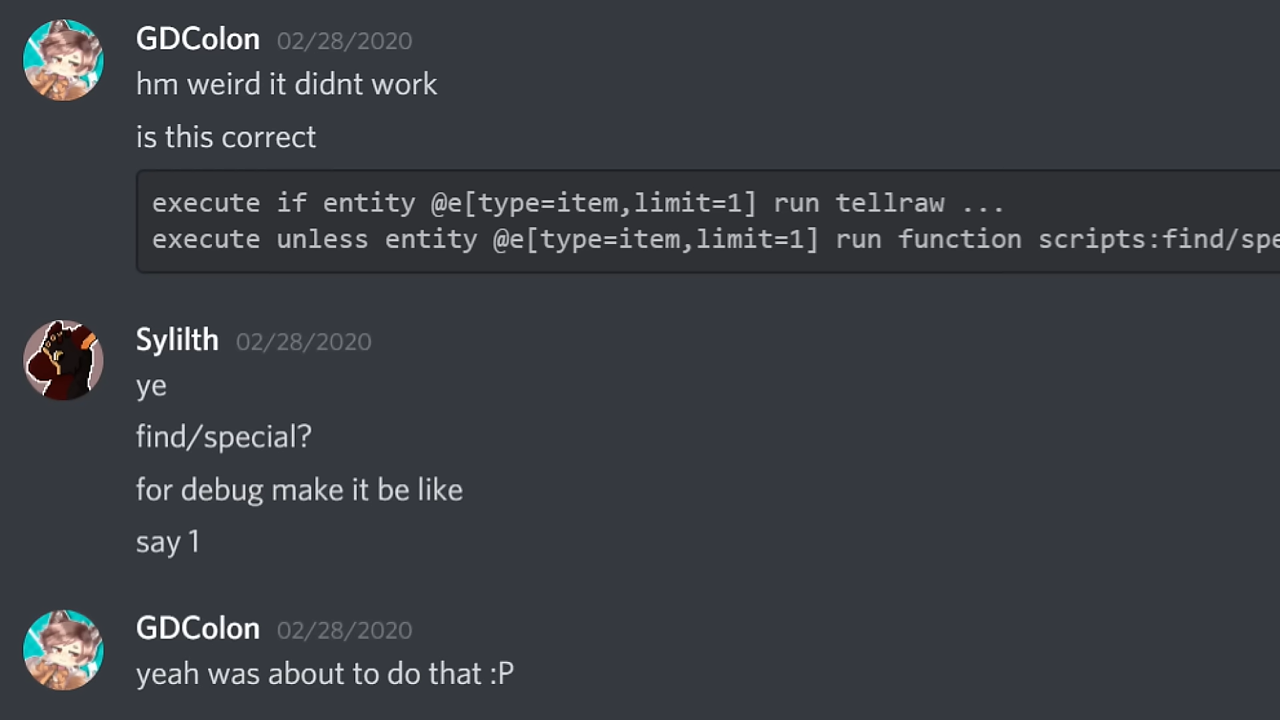 GDColon 02/28/2020
hm weird it didnt work
is this correct
execute if entity @e[type=item,limit=1] run tellraw ...
execute unless entity @e[type=item,limit=1] run function scripts:find/spe
Sylilth 02/28/2020
ye
find/special?
for debug make it be like
say 1
GDColon 02/28/2020
yeah was about to do that :P